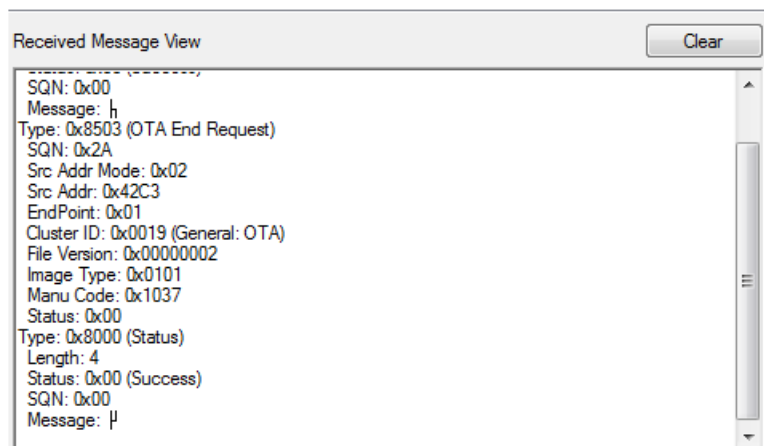 Received Message View
Clear
SQN: 0x00
Message:
Type: 0x8503 (OTA End Request)
SQN: 0x2A
Src Addr Mode: 0x02
Src Addr: 0x42C3
EndPoint: 0x01
Cluster ID: 0x0019 (General: OTA)
File Version: 0x00000002
Image Type: 0x0101
Manu Code: 0x1037
Status: 0x00
Type: 0x8000 (Status)
Length: 4
Status: 0x00 (Success)
SQN: 0x00
Message: